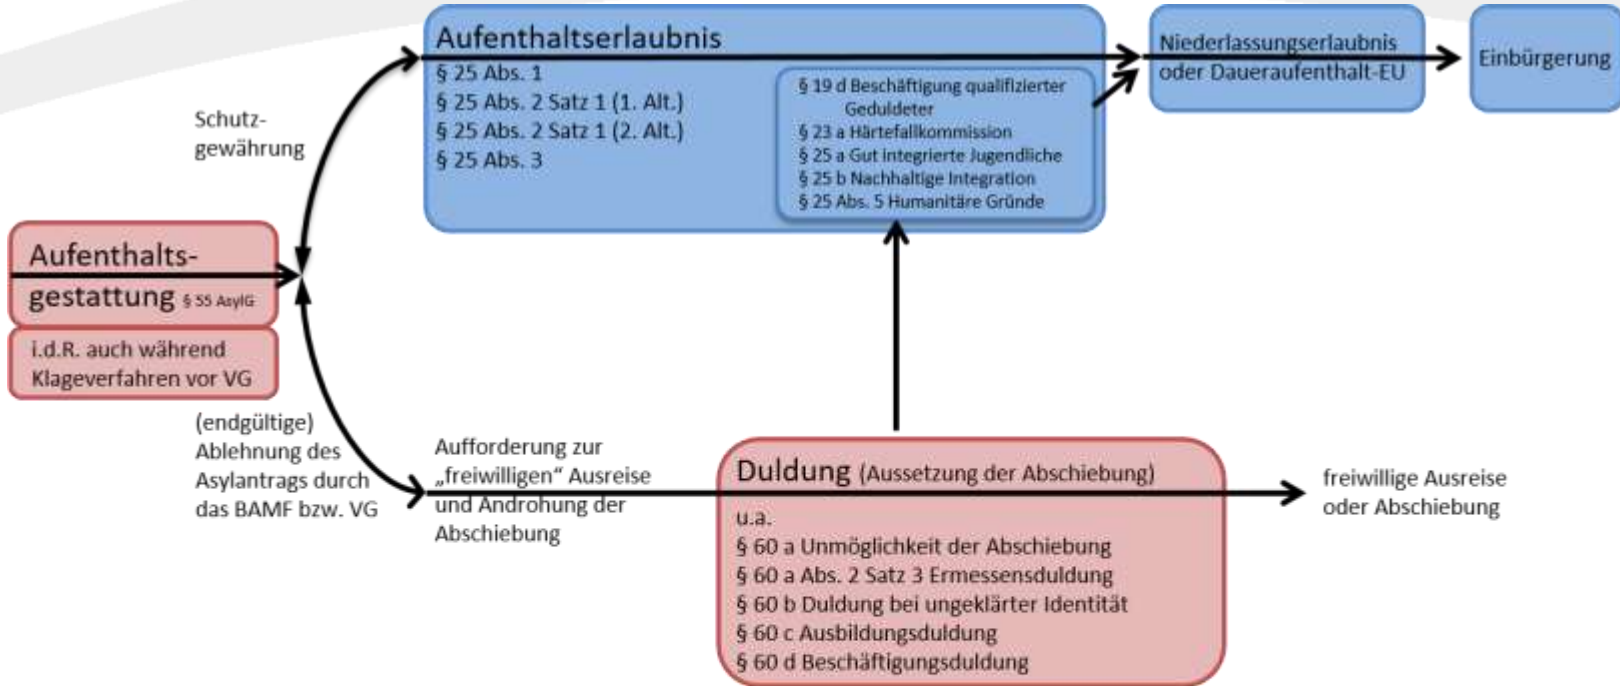 Aufenthaltserlaubnis
§ 25 Abs. 1
§ 25 Abs. 2 Satz 1 (1. Alt.)
§ 25 Abs. 2 Satz 1 (2. Alt.)
§ 25 Abs. 3
§ 19 d Beschäftigung qualifizierter
Geduldeter
§ 23 a Härtefallkommission
§ 25 a Gut integrierte Jugendliche
§ 25 b Nachhaltige Integration
§ 25 Abs. 5 Humanitäre Gründe
Niederlassungserlaubnis
oder Daueraufenthalt-EU
Einbürgerung
Schutz-
gewährung
Aufenthalts-
gestattung § 55 AsylG
i.d.R. auch während
Klageverfahren vor VG
(endgültige)
Ablehnung des
Asylantrags durch
das BAMF bzw. VG
Aufforderung zur
„freiwilligen“ Ausreise
und Androhung der
Abschiebung
Duldung (Aussetzung der Abschiebung)
u.a.
§ 60 a Unmöglichkeit der Abschiebung
§ 60 a Abs. 2 Satz 3 Ermessensduldung
§ 60 b Duldung bei ungeklärter Identität
§ 60 c Ausbildungsduldung
§ 60 d Beschäftigungsduldung
freiwillige Ausreise
oder Abschiebung